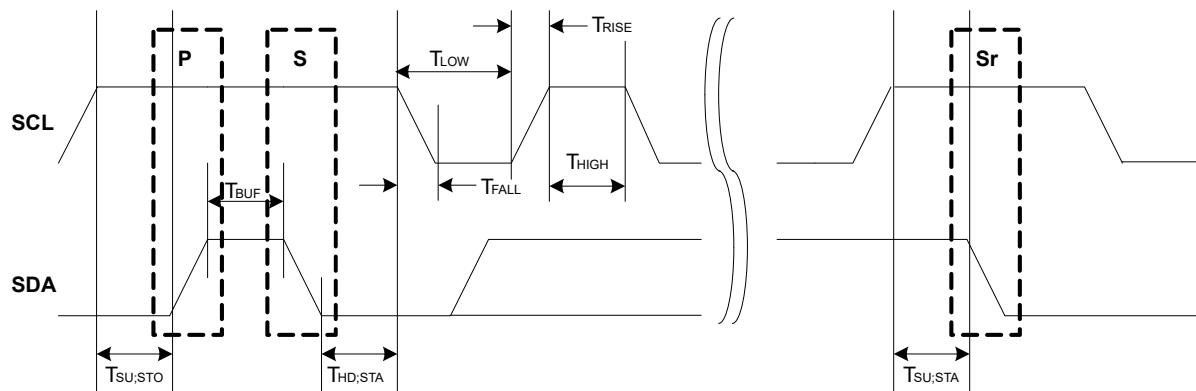 TRISE
P
S
TLOW
Sr
SCL
TBUF
TFALL
THIGH
SDA
TSU;STO
THD;STA
TSU;STA